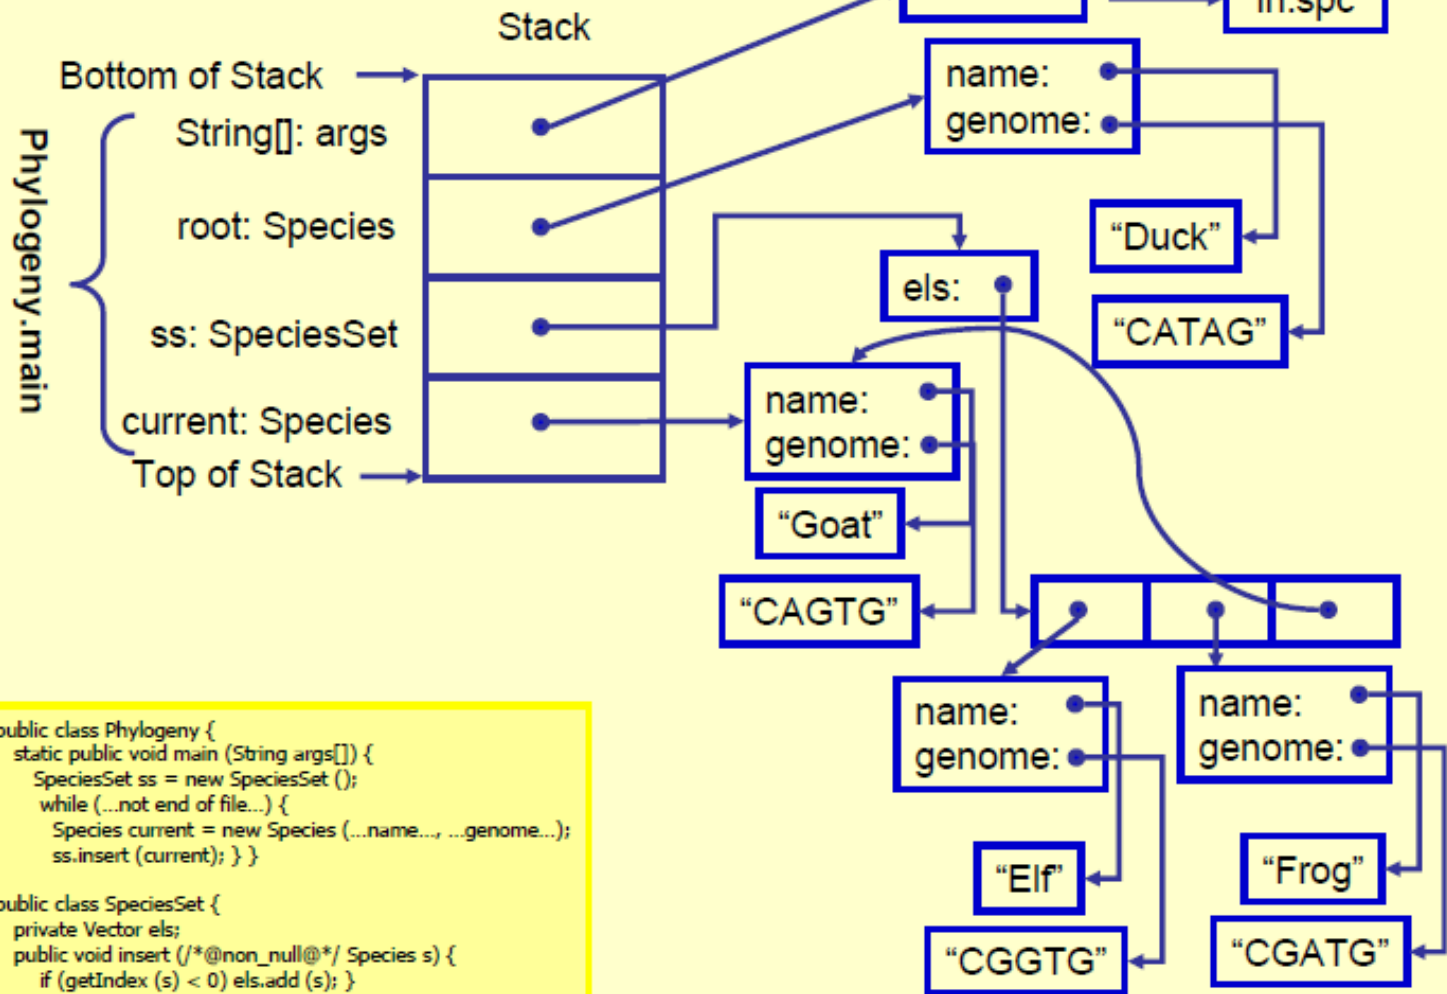 Stack
in.spc
Bottom of Stack
String[]: args
root: Species
ss: SpeciesSet
current: Species
Top of Stack
Phylogeny.main
name:
genome:
“Duck”
“CATAG”
els:
name:
genome:
“Goat”
“CAGTG”
name:
genome:
name:
genome:
“Elf”
“Frog”
“CGGTG”
“CGATG”
public class Phylogeny {
static public void main (String args[]) {
SpeciesSet ss = new SpeciesSet ();
while (...not end of file...) {
Species current = new Species (...name..., ...genome...);
ss.insert (current); } }
public class SpeciesSet {
private Vector els;
public void insert (/*@non_null@*/ Species s) {
if (getIndex (s) < 0) els.add (s); }